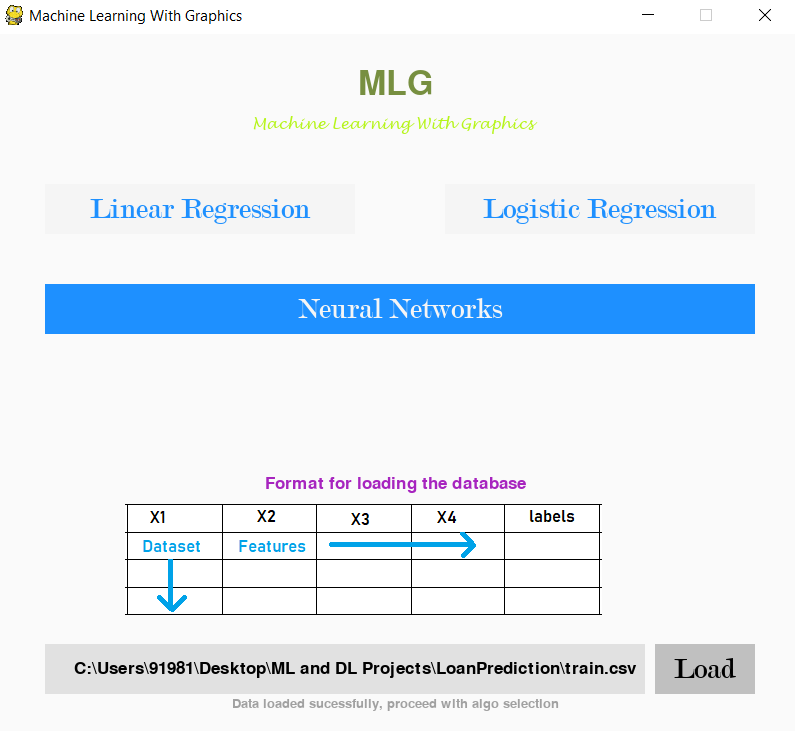 Machine Learning With Graphics
MLG
Machine Learning With Graphics
Linear Regression
Logistic Regression
Neural Networks
Format for loading the database
X1 X2 X3 X4 labels
Dataset Features
C:\Users\91981\Desktop\ML and DL Projects\LoanPrediction\train.csv
Load
Data loaded sucessfully, proceed with algo selection